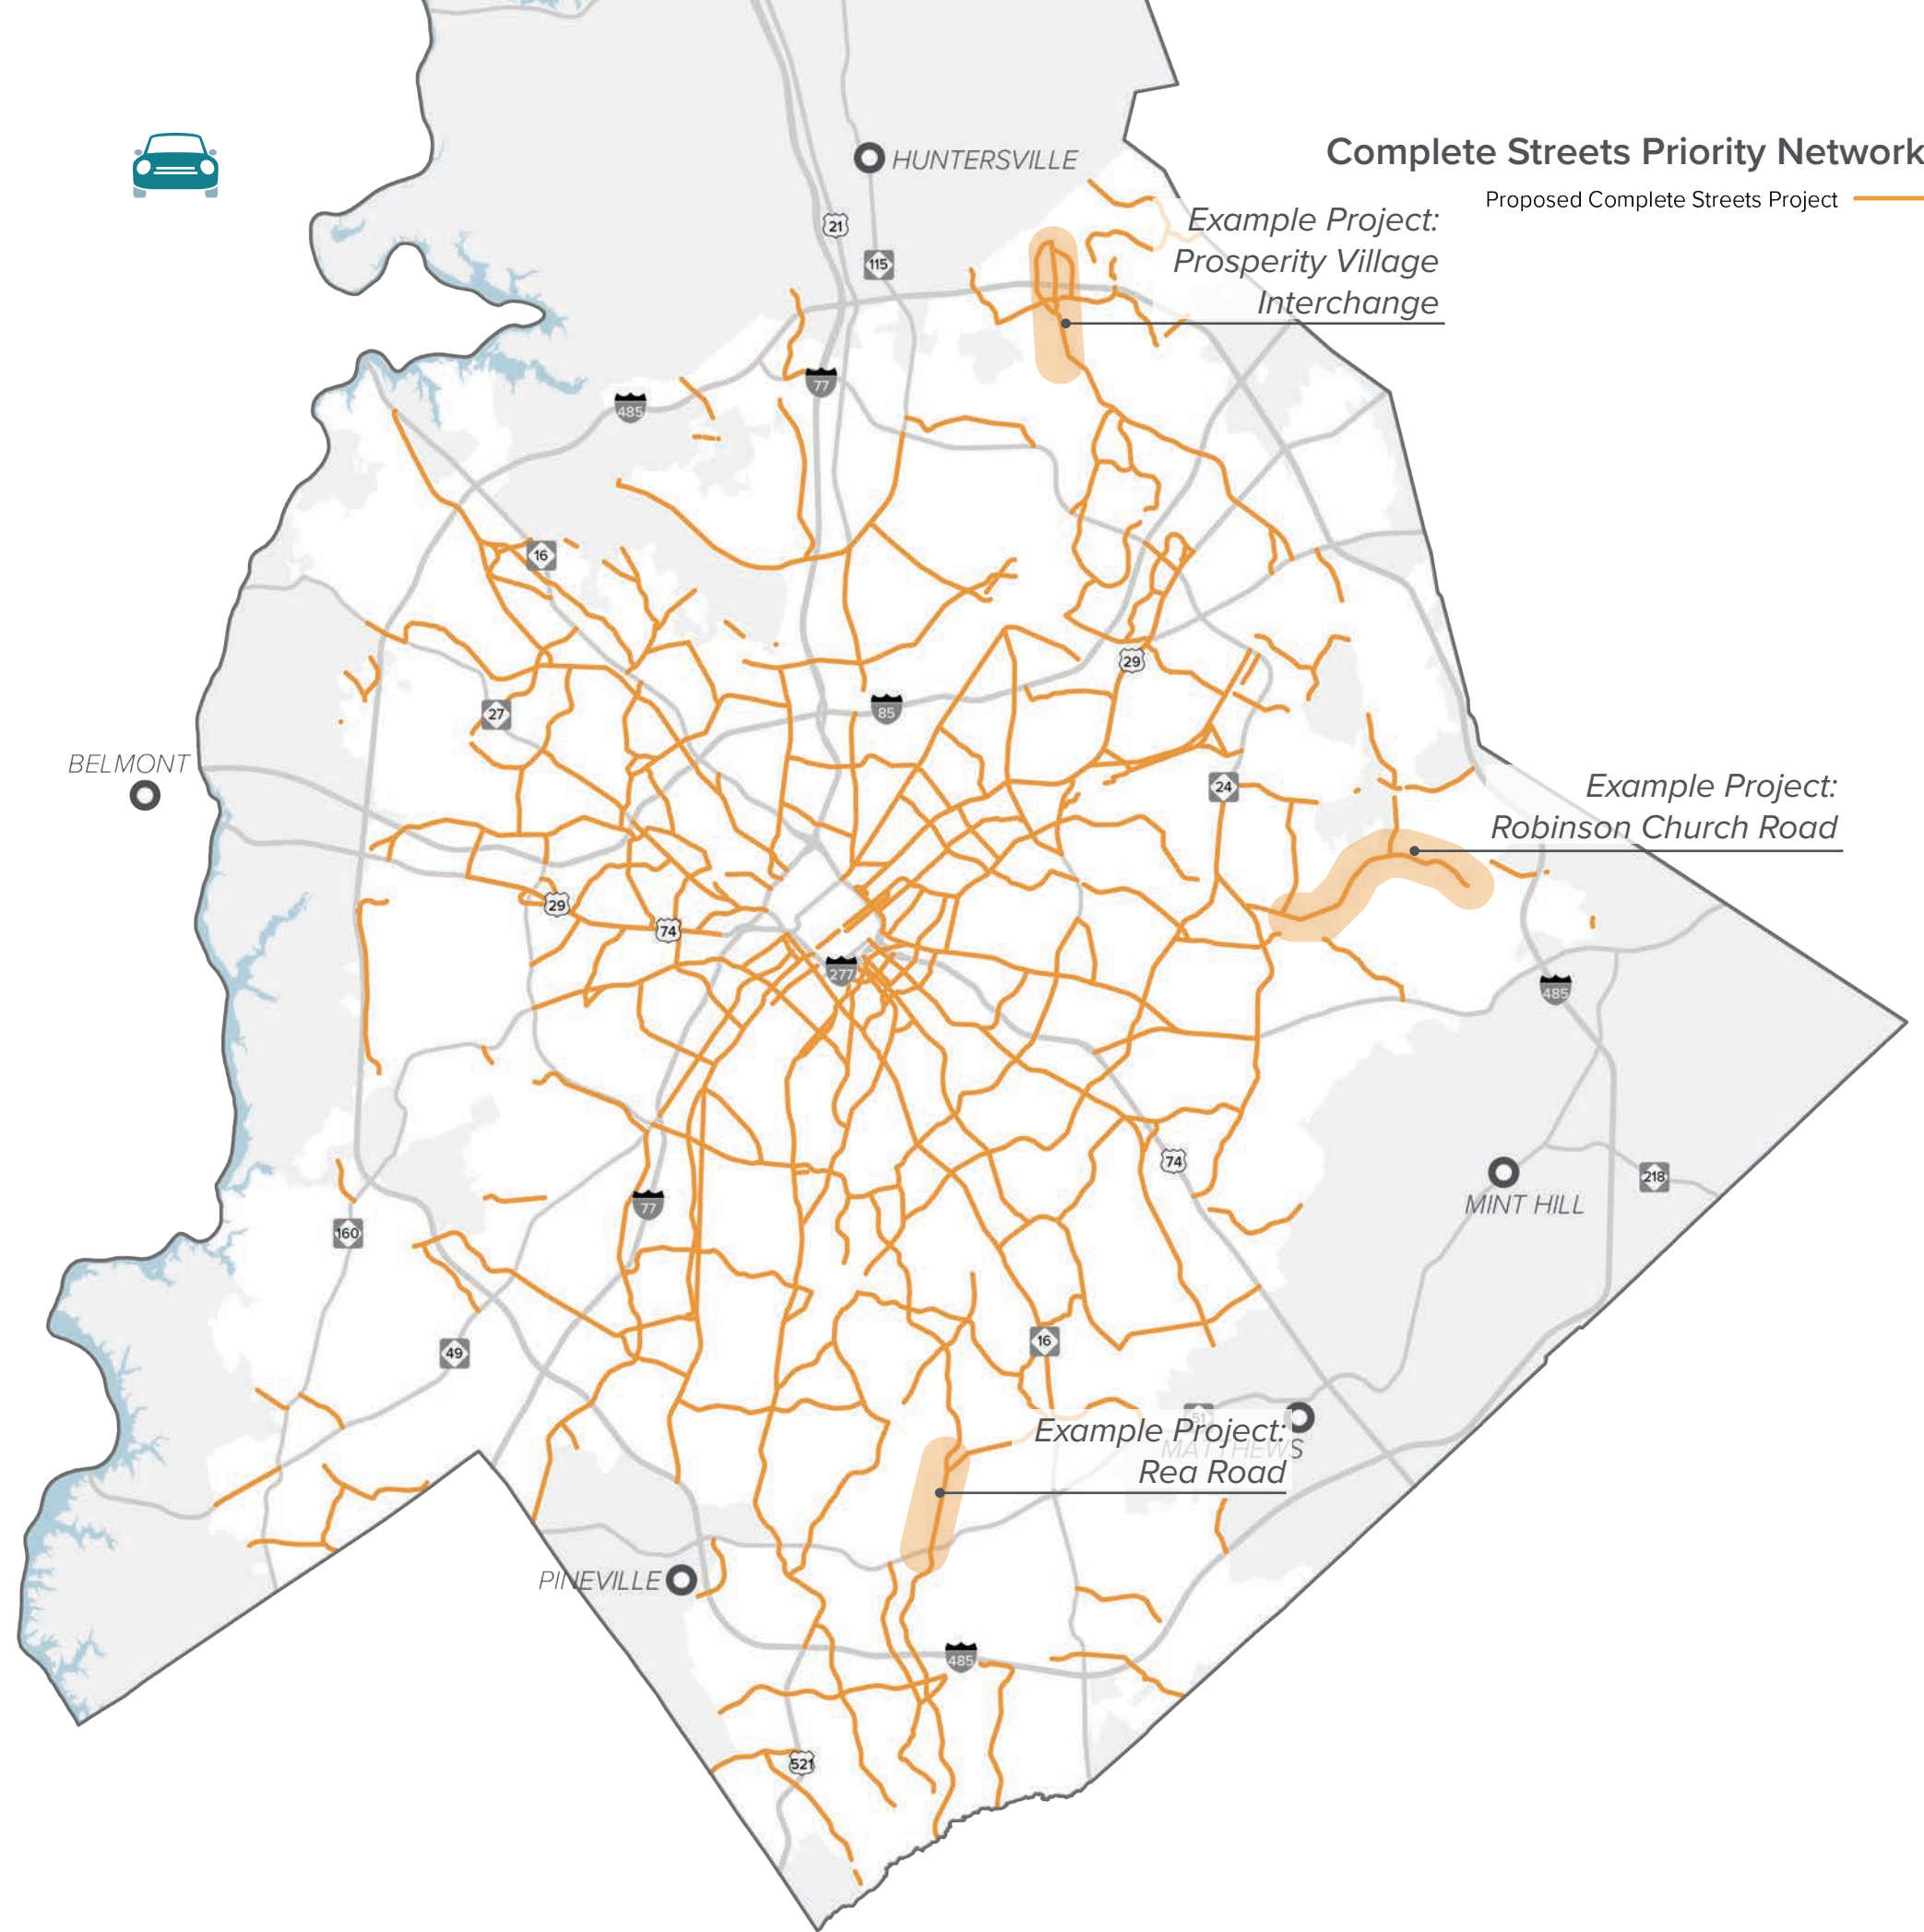 HUNTERSVILLE
Complete Streets Priority Network
Proposed Complete Streets Project
21
Example Project:
Prosperity Village
Interchange
115
77
485
16
29
27
85
BELMONT
24
Example Project:
Robinson Church Road
29
74
277
485
74
MINT HILL
218
77
160
16
49
51
MATTHEWS
Example Project:
Rea Road
PINEVILLE
485
521